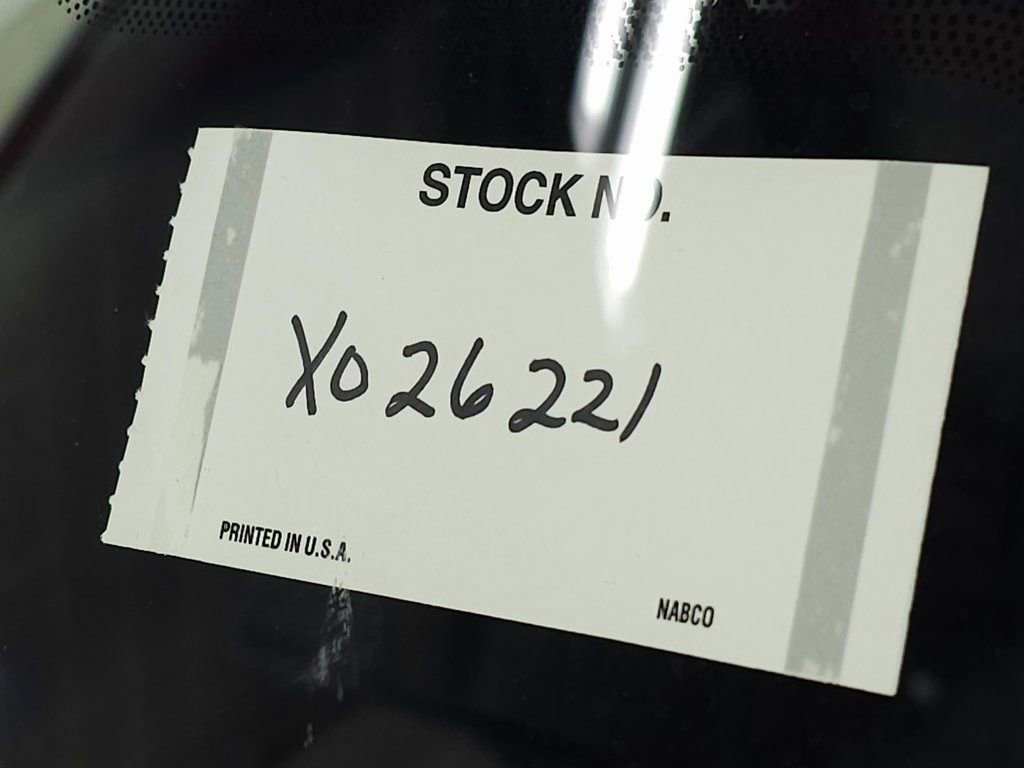 STOCK NO.
X026221
PRINTED IN U.S.A.
NABCO